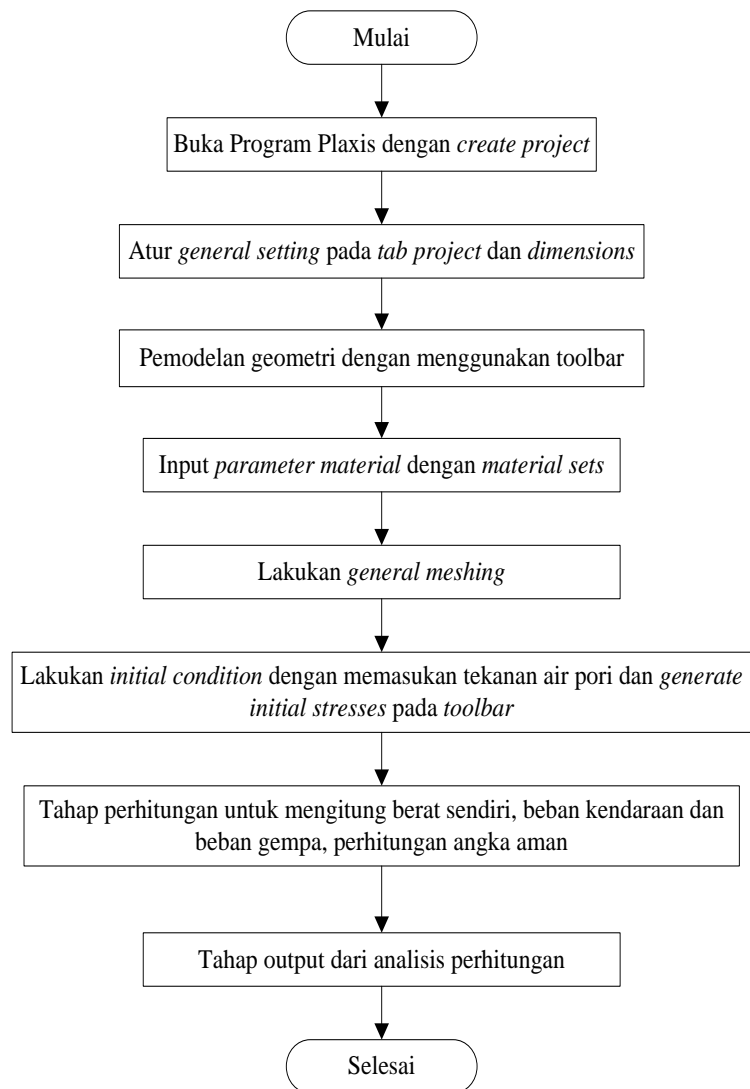 Mulai
Buka Program Plaxis dengan create project
Atur general setting pada tab project dan dimensions
Pemodelan geometri dengan menggunakan toolbar
Input parameter material dengan material sets
Lakukan general meshing
Lakukan initial condition dengan memasukan tekanan air pori dan generate
initial stresses pada toolbar
Tahap perhitungan untuk mengitung berat sendiri, beban kendaraan dan
beban gempa, perhitungan angka aman
Tahap output dari analisis perhitungan
Selesai